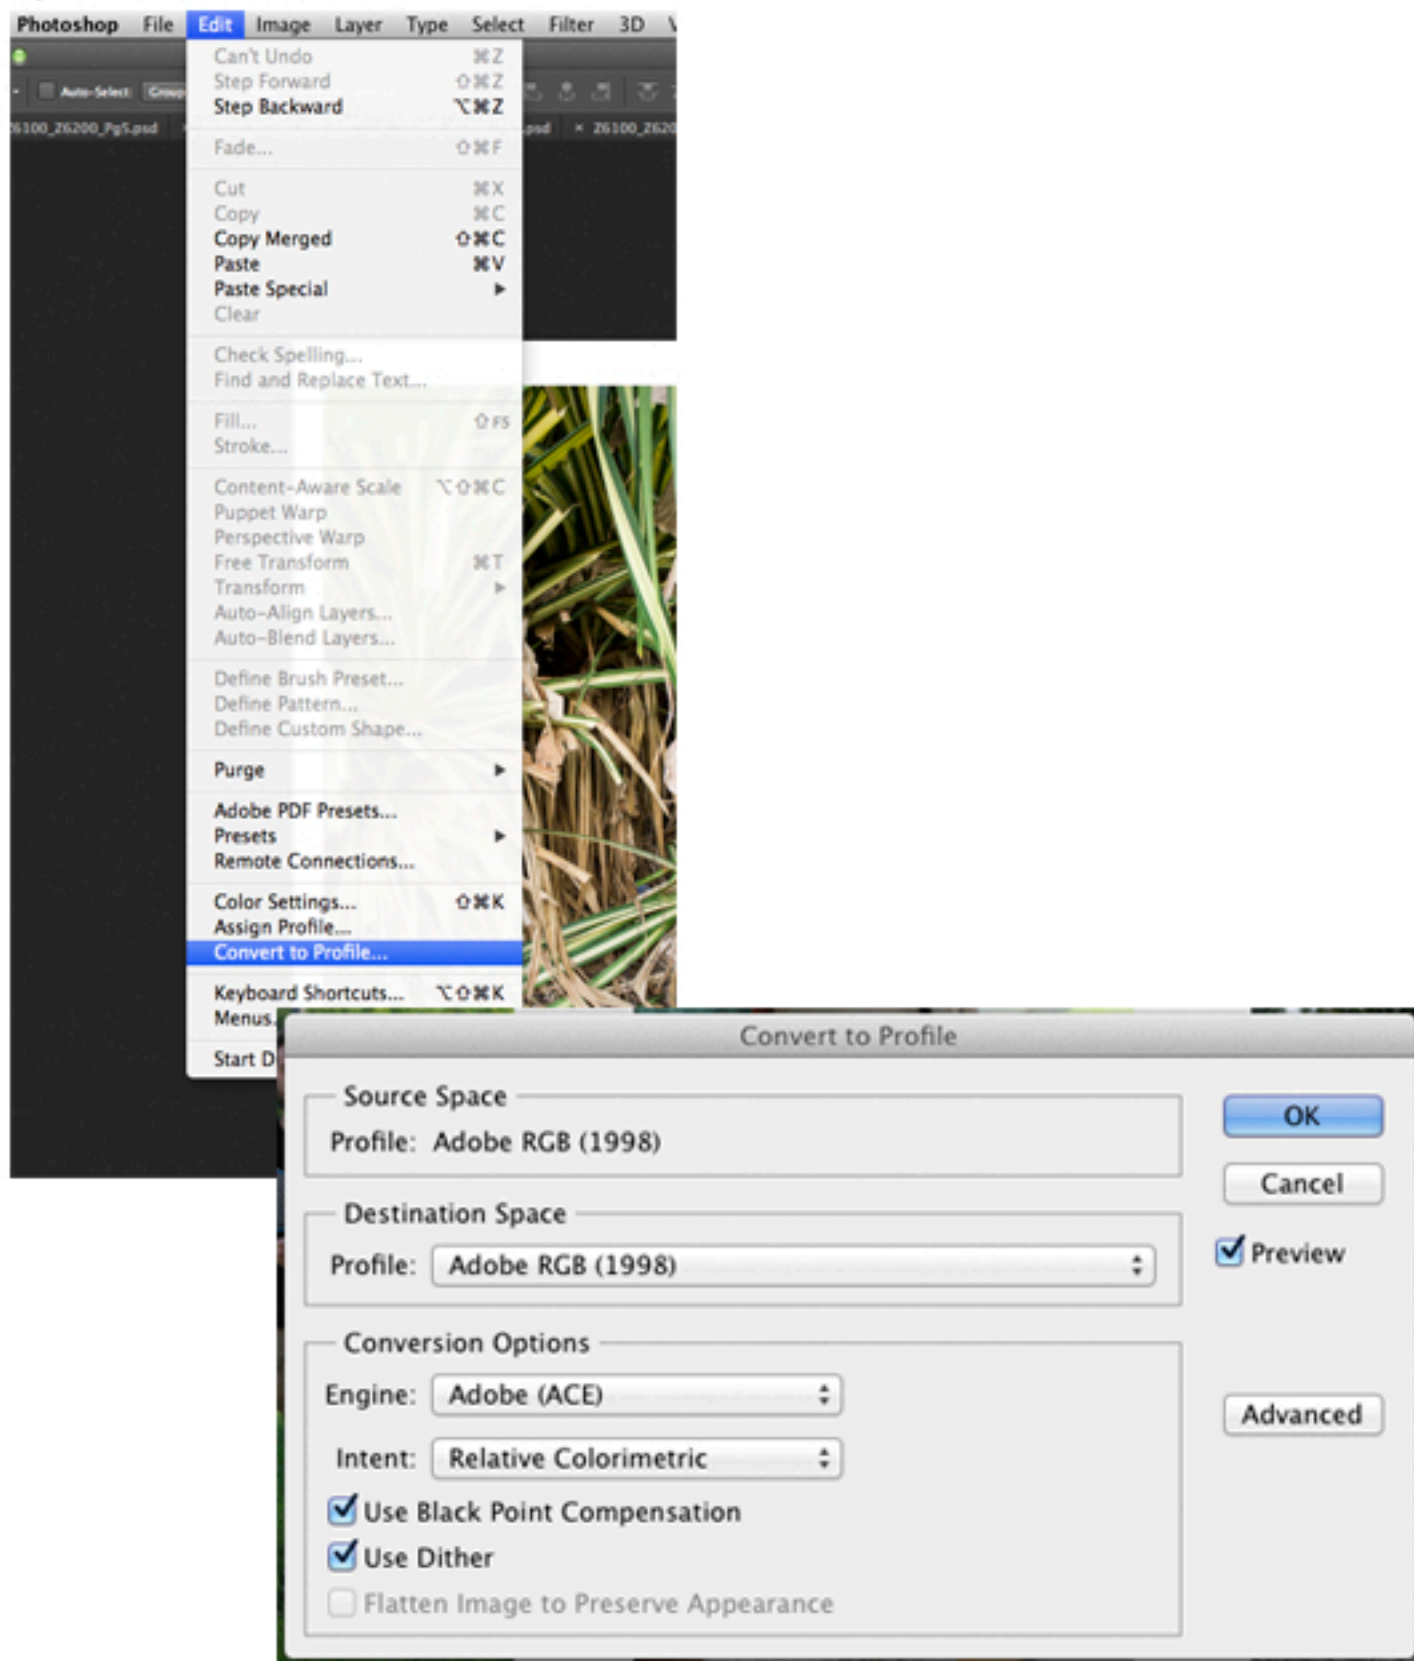 Photoshop File Edit Image Layer Type Select Filter 3D
Auto-Select: Group
Z6100_Z6200_Pg5.psd × .psd × Z6100_Z620
Can't Undo ⌘Z
Step Forward ⇧⌘Z
Step Backward ⌥⌘Z
Fade... ⇧⌘F
Cut ⌘X
Copy ⌘C
Copy Merged ⇧⌘C
Paste ⌘V
Paste Special ▶
Clear
Check Spelling...
Find and Replace Text...
Fill... ⇧F5
Stroke...
Content-Aware Scale ⌥⇧⌘C
Puppet Warp
Perspective Warp
Free Transform ⌘T
Transform ▶
Auto-Align Layers...
Auto-Blend Layers...
Define Brush Preset...
Define Pattern...
Define Custom Shape...
Purge ▶
Adobe PDF Presets...
Presets ▶
Remote Connections...
Color Settings... ⇧⌘K
Assign Profile...
Convert to Profile...
Keyboard Shortcuts... ⌥⇧⌘K
Menus.
Start D
Convert to Profile
Source Space
Profile: Adobe RGB (1998)
Destination Space
Profile: Adobe RGB (1998)
Conversion Options
Engine: Adobe (ACE)
Intent: Relative Colorimetric
Use Black Point Compensation
Use Dither
Flatten Image to Preserve Appearance
OK
Cancel
Preview
Advanced